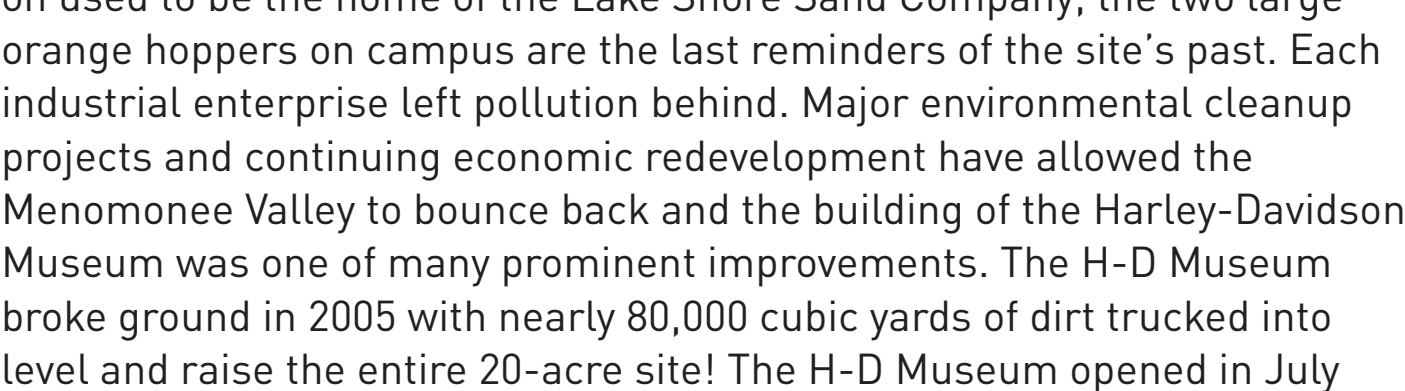 on used to be the home of the Lake Shore Sand Company; the two large
orange hoppers on campus are the last reminders of the site’s past. Each
industrial enterprise left pollution behind. Major environmental cleanup
projects and continuing economic redevelopment have allowed the
Menomonee Valley to bounce back and the building of the Harley-Davidson
Museum was one of many prominent improvements. The H-D Museum
broke ground in 2005 with nearly 80,000 cubic yards of dirt trucked into
level and raise the entire 20-acre site! The H-D Museum opened in July